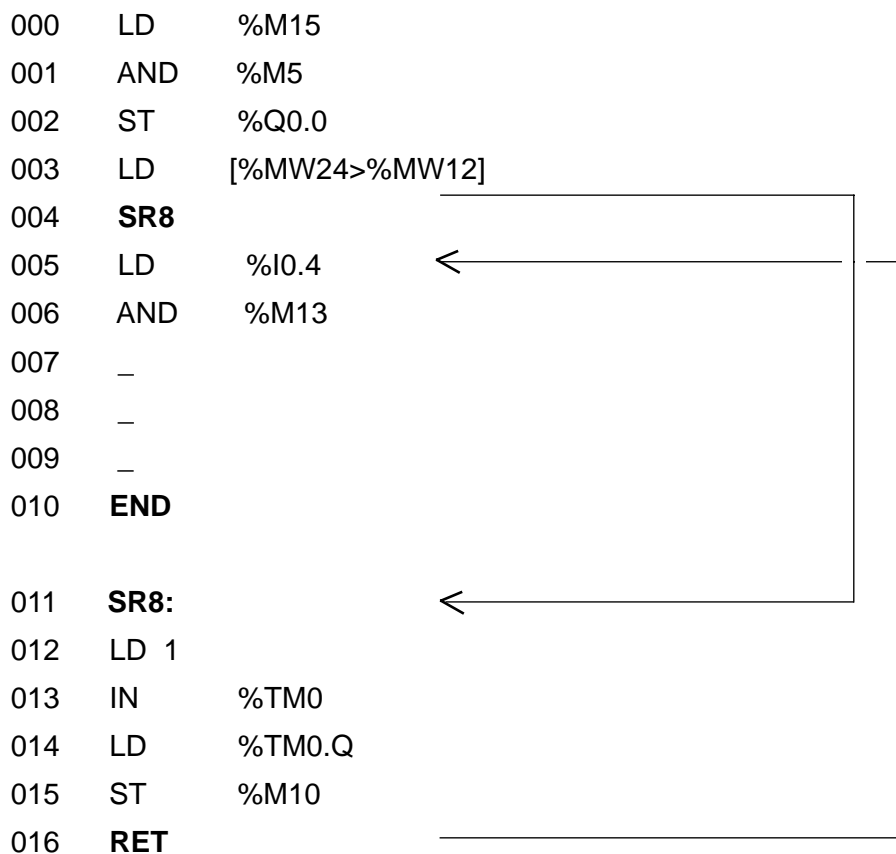 000 LD %M15
001 AND %M5
002 ST %Q0.0
003 LD [%MW24>%MW12]
004 SR8
005 LD %I0.4
006 AND %M13
007 _
008 _
009 _
010 END
011 SR8:
012 LD 1
013 IN %TM0
014 LD %TM0.Q
015 ST %M10
016 RET